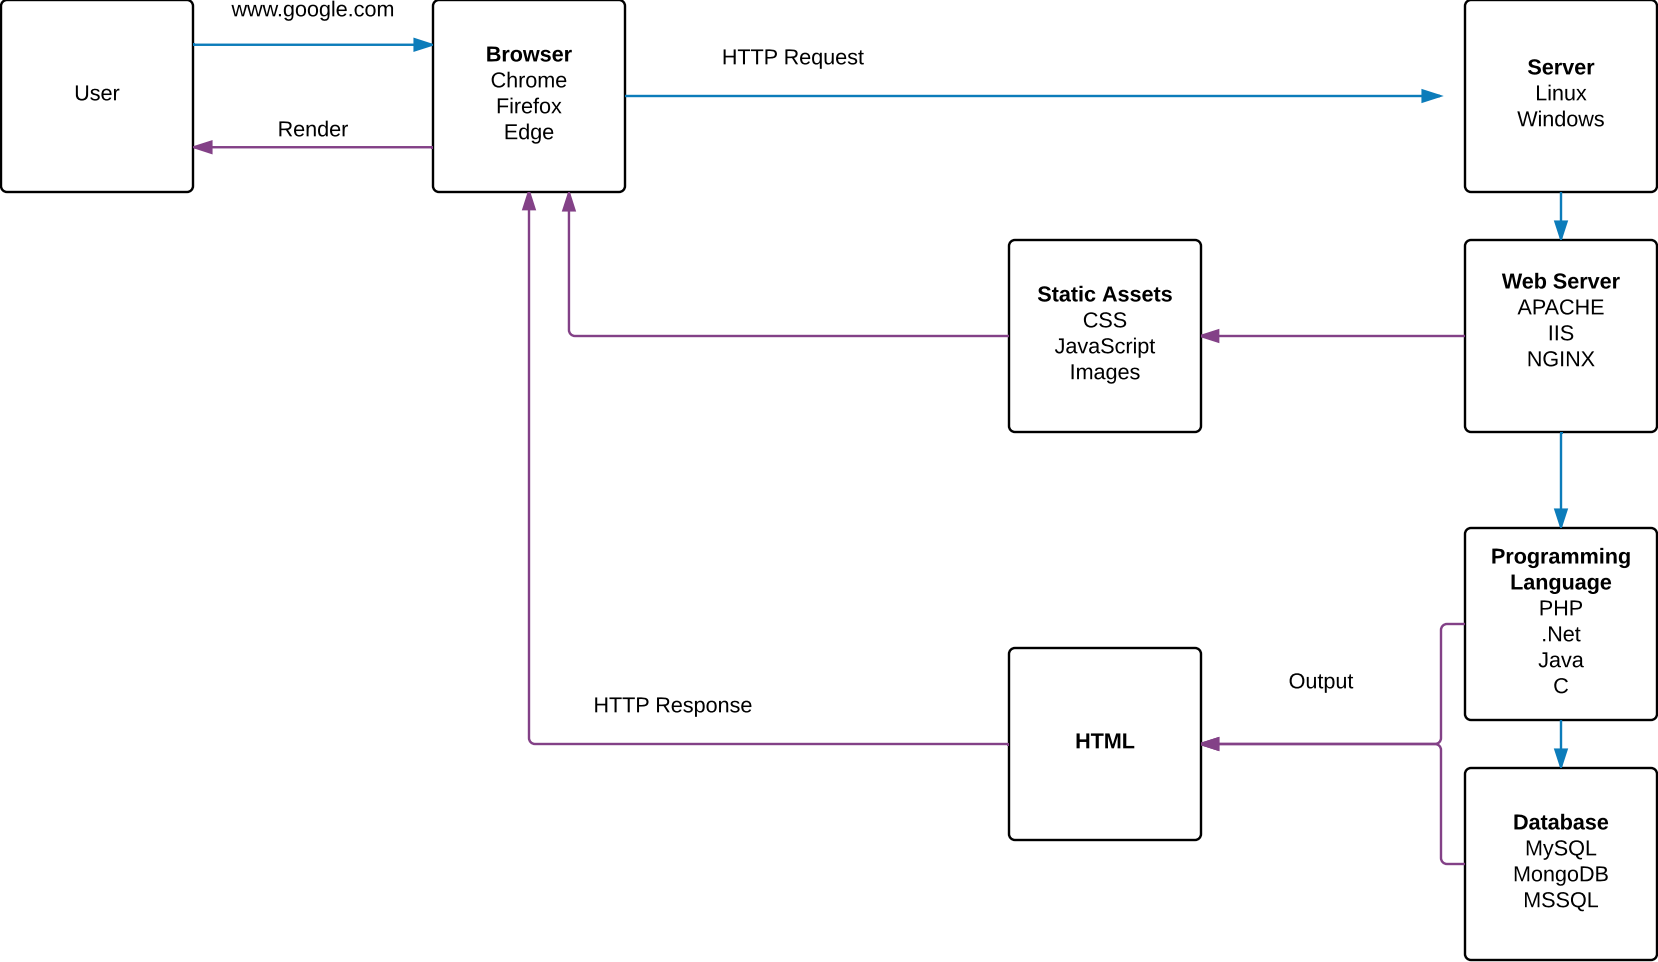 www.google.com
User
Render
Browser
Chrome
Firefox
Edge
HTTP Request
Server
Linux
Windows
Static Assets
CSS
JavaScript
Images
Web Server
APACHE
IIS
NGINX
Programming
Language
PHP
.Net
Java
C
Output
HTML
HTTP Response
Database
MySQL
MongoDB
MSSQL